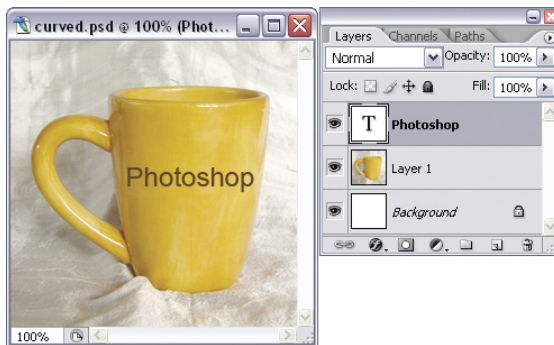 curved.psd @ 100% (Phot...
Photoshop
100%
Layers Channels Paths
Normal Opacity: 100%
Lock: Fill: 100%
T Photoshop
Layer 1
Background